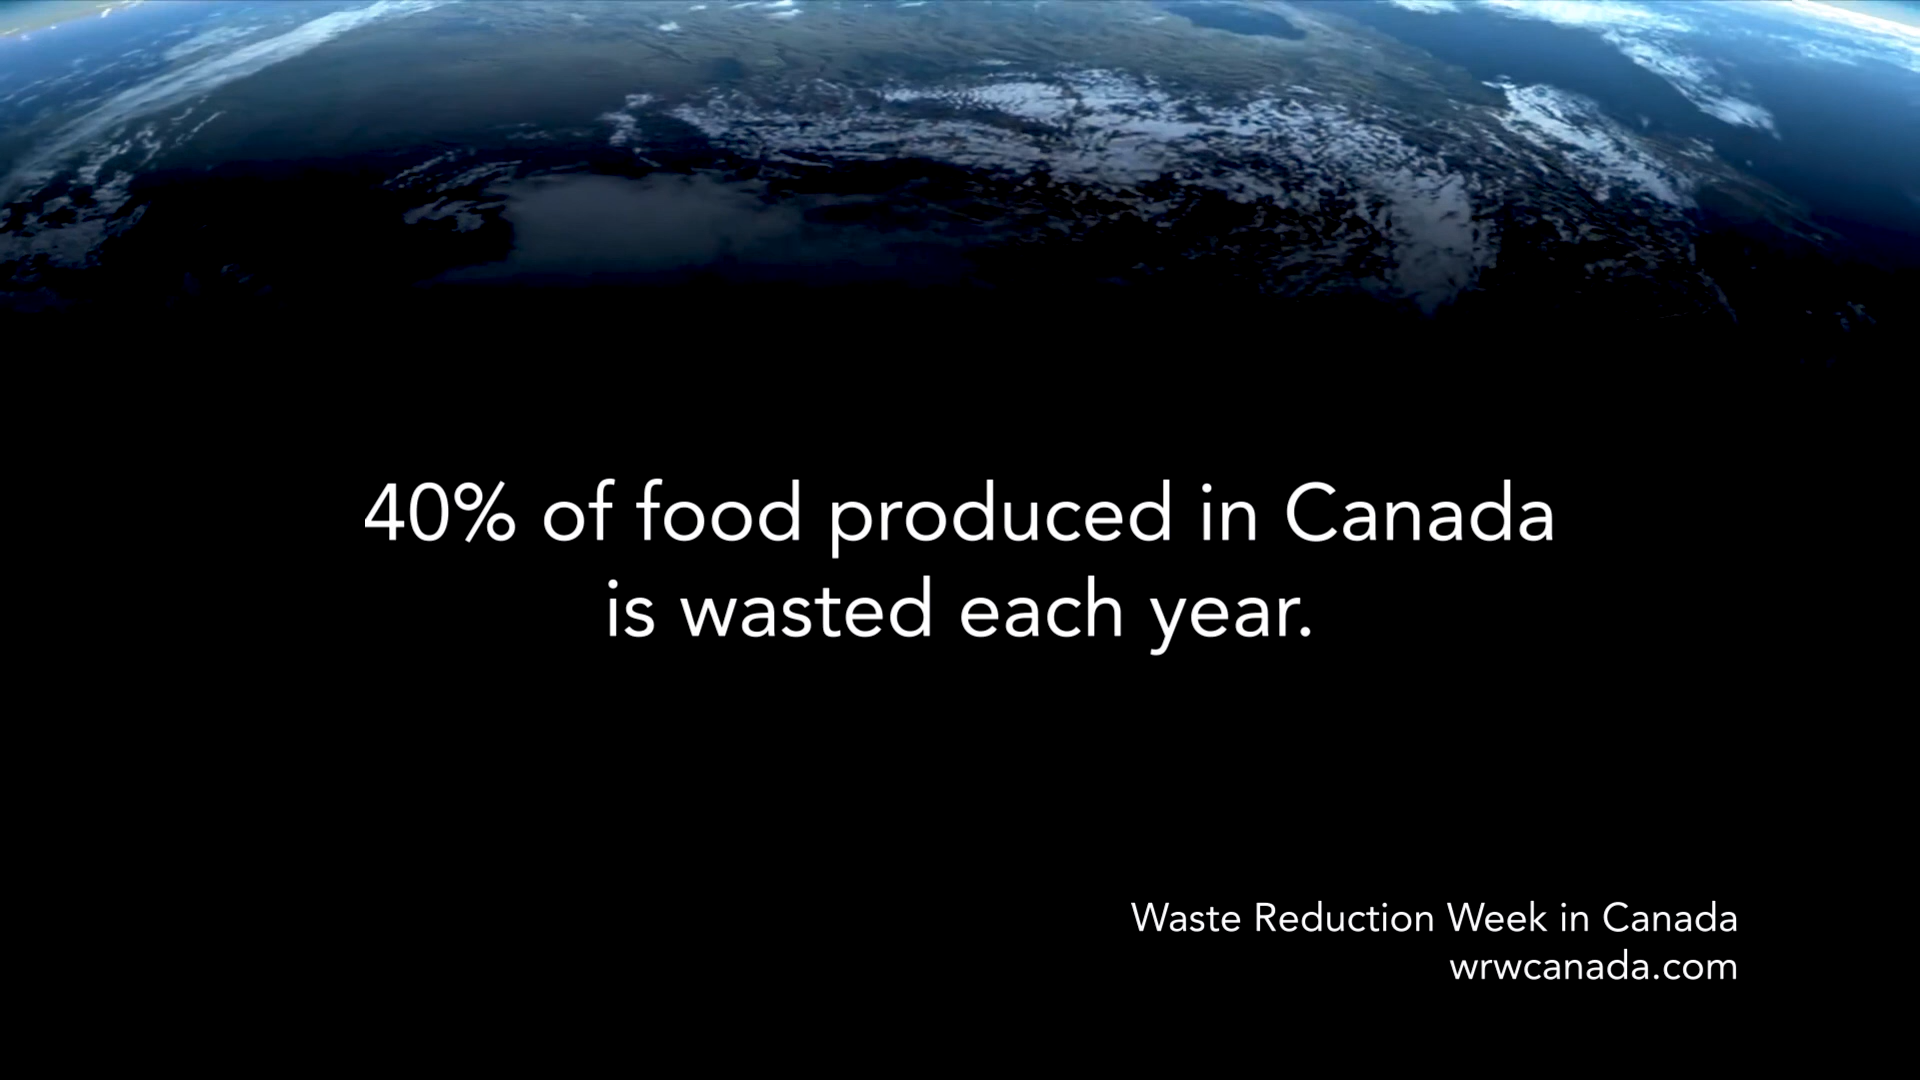 40% of food produced in Canada
is wasted each year.
Waste Reduction Week in Canada
wrwcanada.com